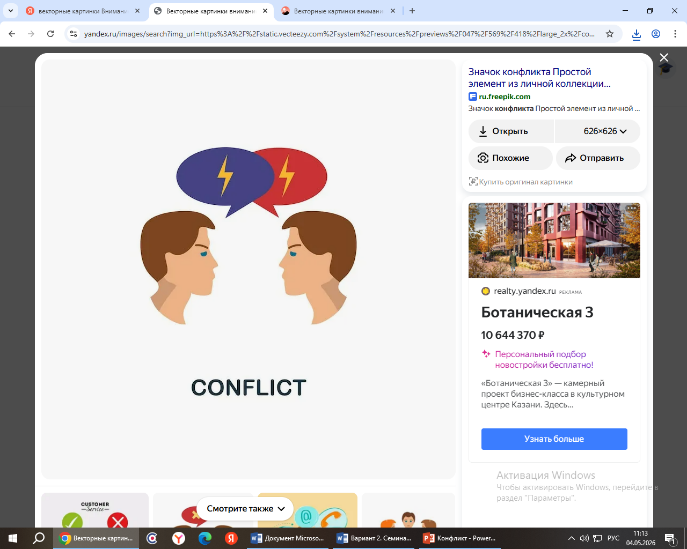 векторные картинки Вниман
Векторные картинки внимани
Векторные картинки внимани
yandex.ru/images/search?img_url=https%3A%2F%2Fstatic.vecteezy.com%2Fsystem%2Fresources%2Fpreviews%2F047%2F569%2F418%2Flarge_2x%2Fco...
CONFLICT
Значок конфликта Простой
элемент из личной коллекции...
ru.freepik.com
Значок конфликта Простой элемент из личной ...
Открыть
626×626
Похожие
Отправить
Купить оригинал картинки
realty.yandex.ru РЕКЛАМА
Ботаническая 3
10 644 370 ₽
Персональный подбор
новостройки бесплатно!
«Ботаническая 3» — камерный
проект бизнес-класса в культурном
центре Казани. Здесь...
Узнать больше
Активация Windows
Чтобы активировать Windows, перейдите в
раздел "Параметры".
CUSTOMER
Service
Смотрите также
Векторные картин...
Документ Microso...
Вариант 2. Семина...
Конфликт - Power...
РУС
11:13
04.05.2026